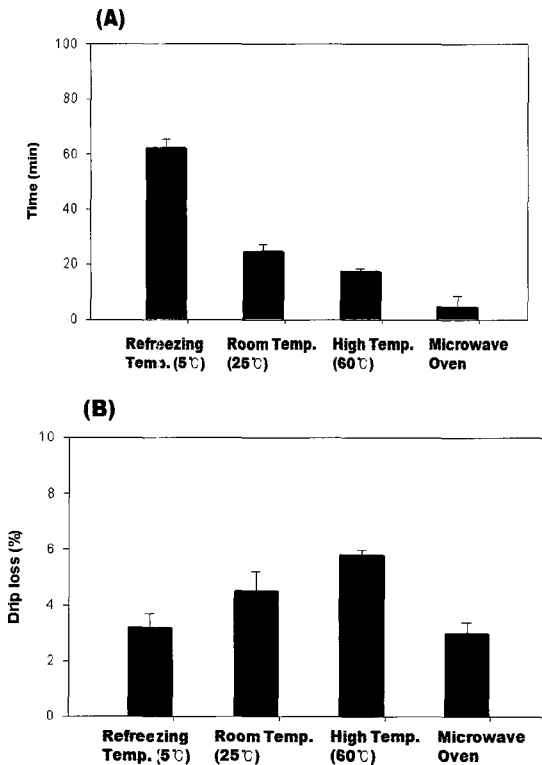 (A)
100
80
60
40
20
0
Time (min)
Refreezing Temp. (5℃)
Room Temp. (25℃)
High Temp. (60℃)
Microwave Oven
(B)
10
8
6
4
2
0
Drip loss (%)
Refreezing Temp. (5℃)
Room Temp. (25℃)
High Temp. (60℃)
Microwave Oven